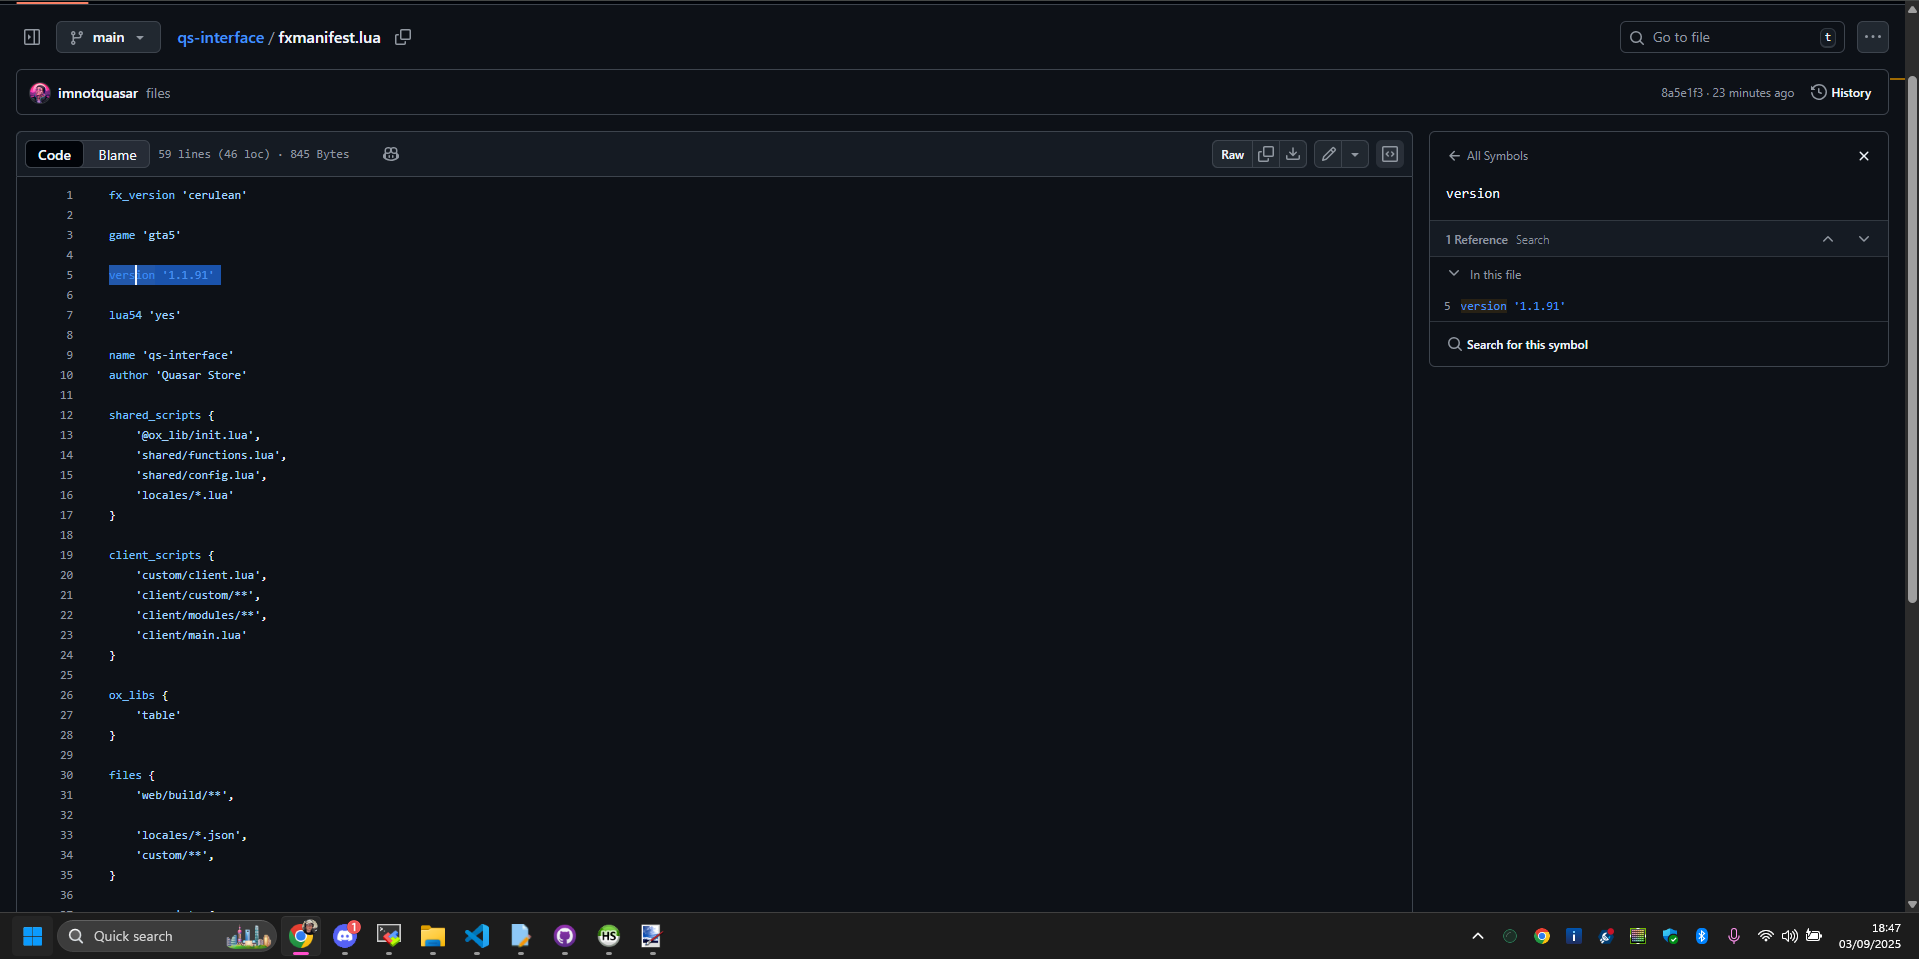 main
qs-interface / fxmanifest.lua
Go to file
t
imnotquasar files
8a5e1f3 · 23 minutes ago
History
Code
Blame
59 lines (46 loc) · 845 Bytes
Raw
1 fx_version 'cerulean'
2
3 game 'gta5'
4
5 version '1.1.91'
6
7 lua54 'yes'
8
9 name 'qs-interface'
10 author 'Quasar Store'
11
12 shared_scripts {
13 '@ox_lib/init.lua',
14 'shared/functions.lua',
15 'shared/config.lua',
16 'locales/*.lua'
17 }
18
19 client_scripts {
20 'custom/client.lua',
21 'client/custom/**',
22 'client/modules/**',
23 'client/main.lua'
24 }
25
26 ox_libs {
27 'table'
28 }
29
30 files {
31 'web/build/**',
32
33 'locales/*.json',
34 'custom/**',
35 }
36
All Symbols
version
1 Reference Search
In this file
5 version '1.1.91'
Search for this symbol
Quick search
1
HS
18:47
03/09/2025